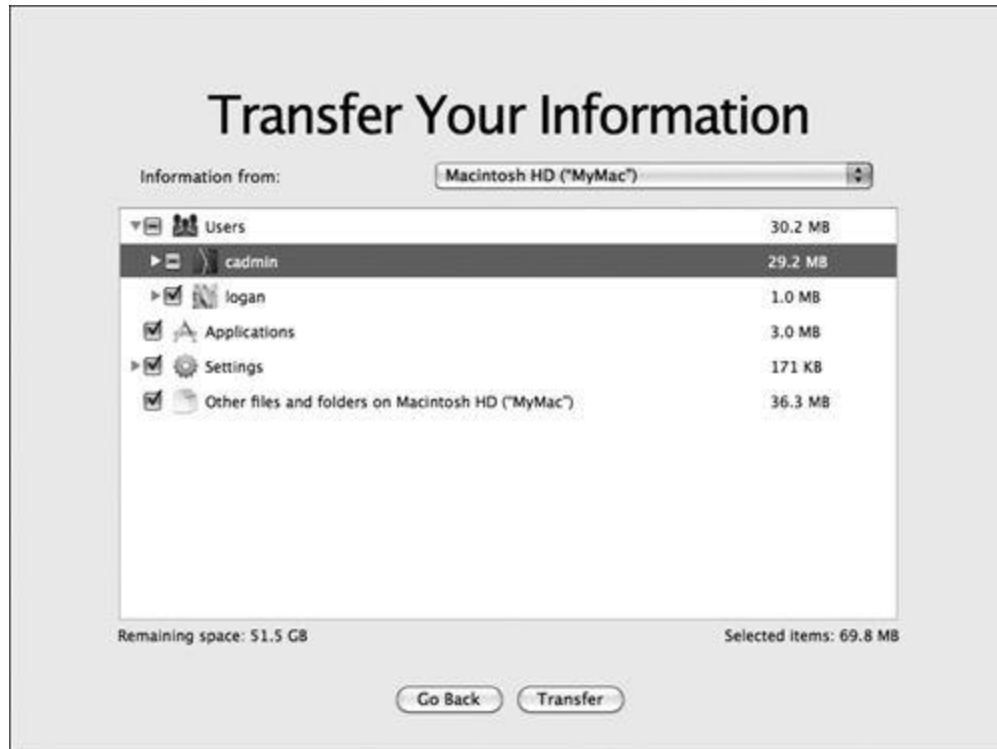 Transfer Your Information
Information from: Macintosh HD ("MyMac")
Users 30.2 MB
cadmin 29.2 MB
logan 1.0 MB
Applications 3.0 MB
Settings 171 KB
Other files and folders on Macintosh HD ("MyMac") 36.3 MB
Remaining space: 51.5 GB Selected items: 69.8 MB
Go Back Transfer